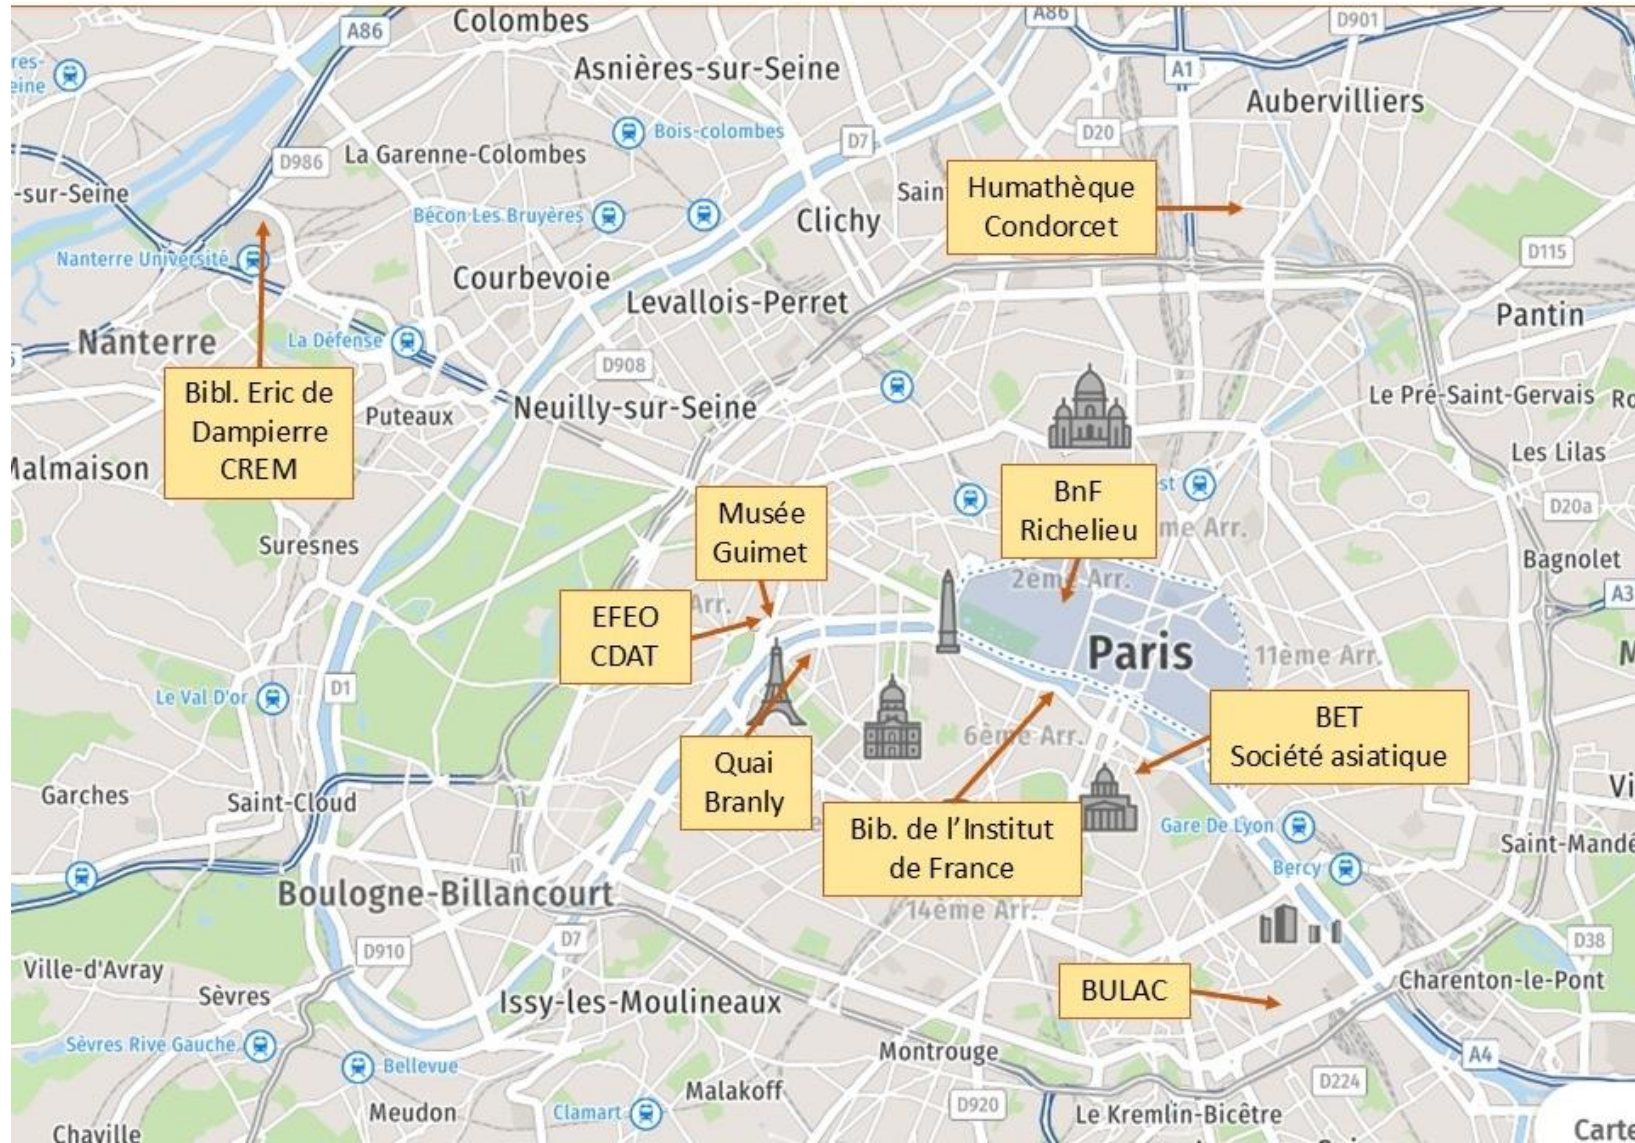 A86
Colombes
A86
D901
Asnières-sur-Seine
A1
Aubervilliers
Bois-colombes
D7
D20
D986
La Garenne-Colombes
-sur-Seine
Humathèque
Condorcet
Bécon Les Bruyères
Clichy
Nanterre Université
Courbevoie
D115
Levallois-Perret
Pantin
Nanterre
La Défense
D908
Bibl. Eric de
Dampierre
CREM
Puteaux
Neuilly-sur-Seine
Le Pré-Saint-Gervais
Les Lilas
Malmaison
Musée
Guimet
BnF
Richelieu
D20a
Suresnes
Bagnolet
2ème Arr.
EFEO
CDAT
Arr.
A3
Paris
11ème Arr.
Le Val D'or
D1
BET
Société asiatique
6ème Arr.
Quai
Branly
Garches
Saint-Cloud
Bib. de l'Institut
de France
Gare De Lyon
Saint-Mandé
Bercy
Boulogne-Billancourt
14ème Arr.
D7
D910
D38
Ville-d'Avray
Sèvres
Issy-les-Moulineaux
BULAC
Charenton-le-Pont
Sèvres Rive Gauche
Bellevue
Montrouge
A4
Malakoff
D224
Meudon
Clamart
D920
Le Kremlin-Bicêtre
Chaville
Carte